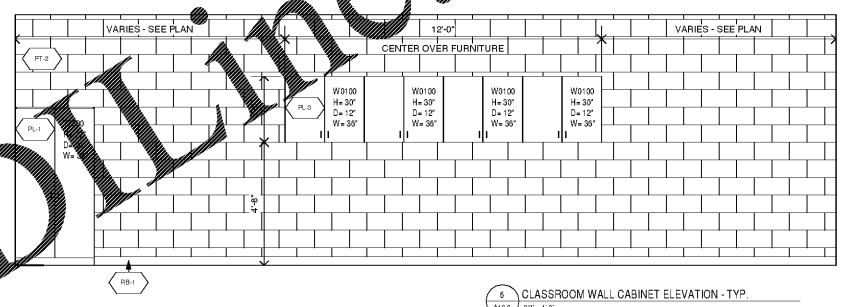 VARIES - SEE PLAN
12'-0"
VARIES - SEE PLAN
CENTER OVER FURNITURE
PT-2
W0100
H= 30"
D= 12"
W= 36"
W0100
H= 30"
D= 12"
W= 36"
W0100
H= 30"
D= 12"
W= 36"
W0100
H= 30"
D= 12"
W= 36"
PL-3
PL-1
D=
W= 3
4'-8"
RB-1
6
CLASSROOM WALL CABINET ELEVATION - TYP.
DILinc.